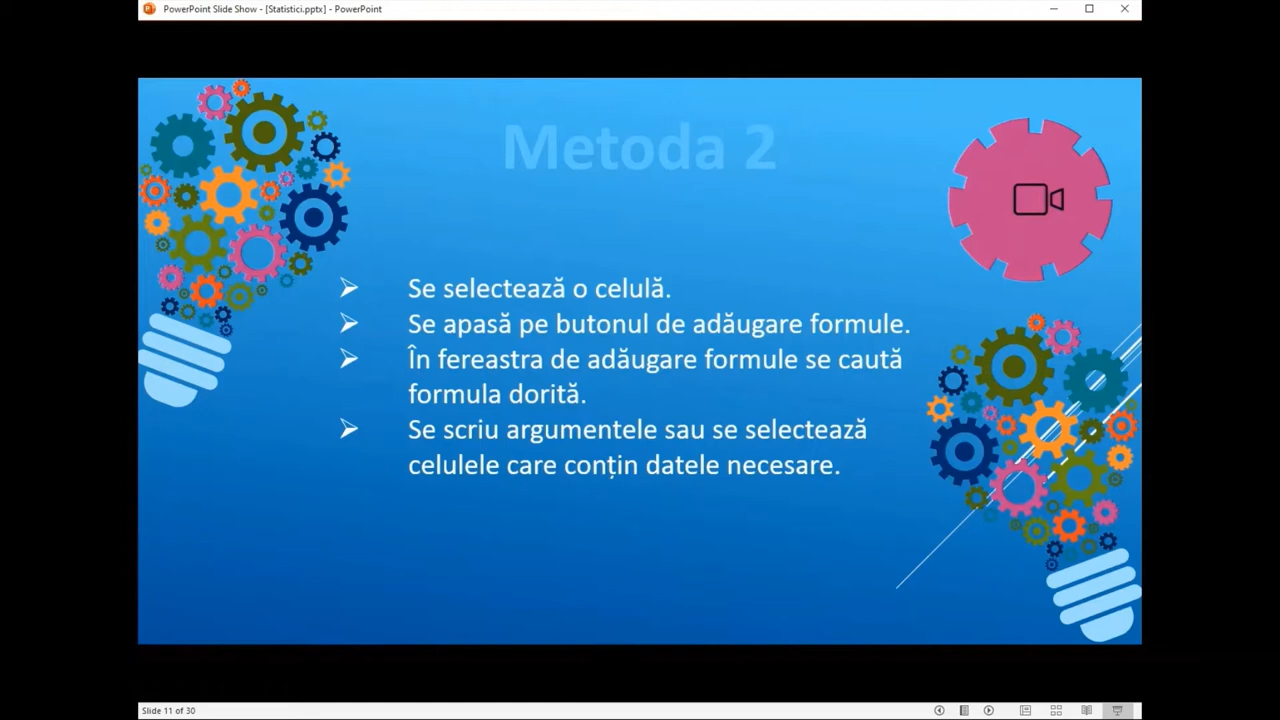 PowerPoint Slide Show - [Statistici.pptx] - PowerPoint
Metoda 2
Se selectează o celulă.
Se apasă pe butonul de adăugare formule.
În fereastra de adăugare formule se caută
formula dorită.
Se scriu argumentele sau se selectează
celulele care conțin datele necesare.
Slide 11 of 30